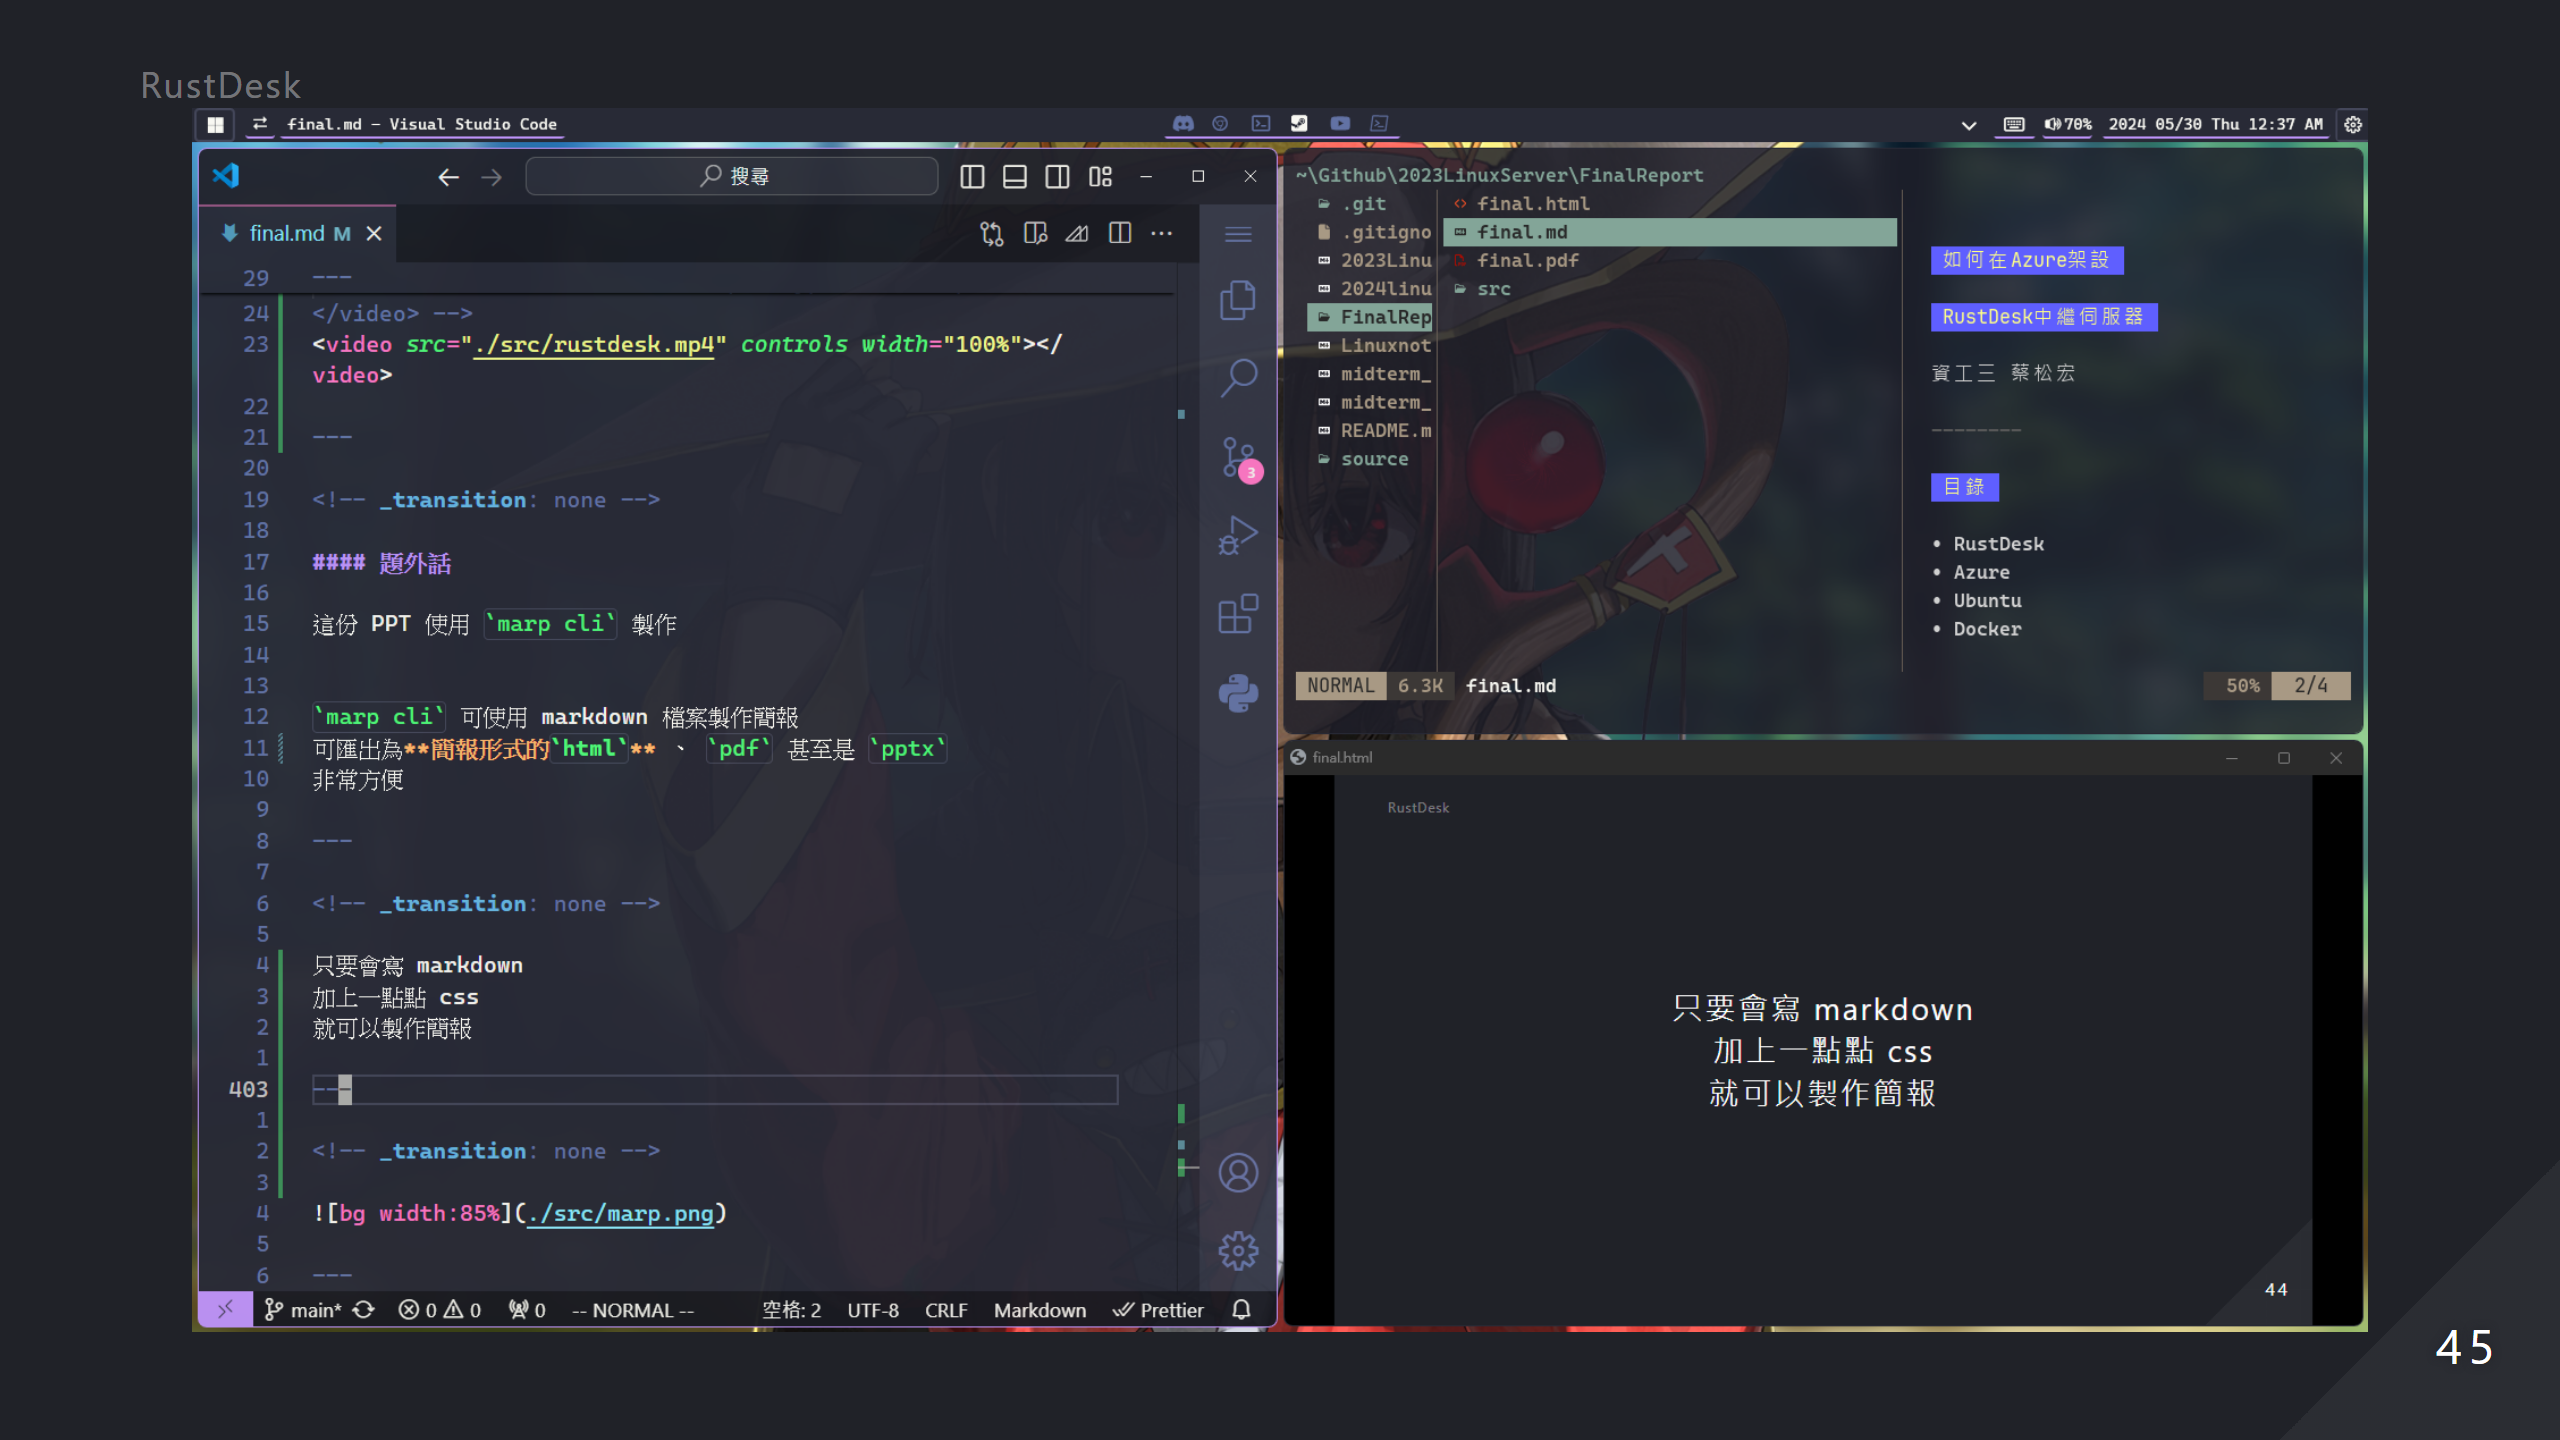 RustDesk
final.md - Visual Studio Code
70%
2024 05/30 Thu 12:37 AM
搜尋
final.md M
29 ---
24 </video> -->
23 <video src="./src/rustdesk.mp4" controls width="100%"></
video>
22
21 ---
20
19 <!-- _transition: none -->
18
17 #### 題外話
16
15 這份 PPT 使用 `marp cli` 製作
14
13
12 `marp cli` 可使用 markdown 檔案製作簡報
11 可匯出為**簡報形式的`html`** 、 `pdf` 甚至是 `pptx`
10 非常方便
9
8 ---
7
6 <!-- _transition: none -->
5
4 只要會寫 markdown
3 加上一點點 css
2 就可以製作簡報
1
403 ---
1
2 <!-- _transition: none -->
3
4 ![bg width:85%](./src/marp.png)
5
6 ---
3
main* 0 0 0 -- NORMAL -- 空格: 2 UTF-8 CRLF Markdown Prettier
~\Github\2023LinuxServer\FinalReport
.git
.gitigno
2023Linu
2024linu
FinalRep
Linuxnot
midterm_
midterm_
README.m
source
final.html
final.md
final.pdf
src
如何在Azure架設
RustDesk中繼伺服器
資工三 蔡松宏
--------
目錄
• RustDesk
• Azure
• Ubuntu
• Docker
NORMAL 6.3K final.md 50% 2/4
final.html
RustDesk
只要會寫 markdown
加上一點點 css
就可以製作簡報
44
45